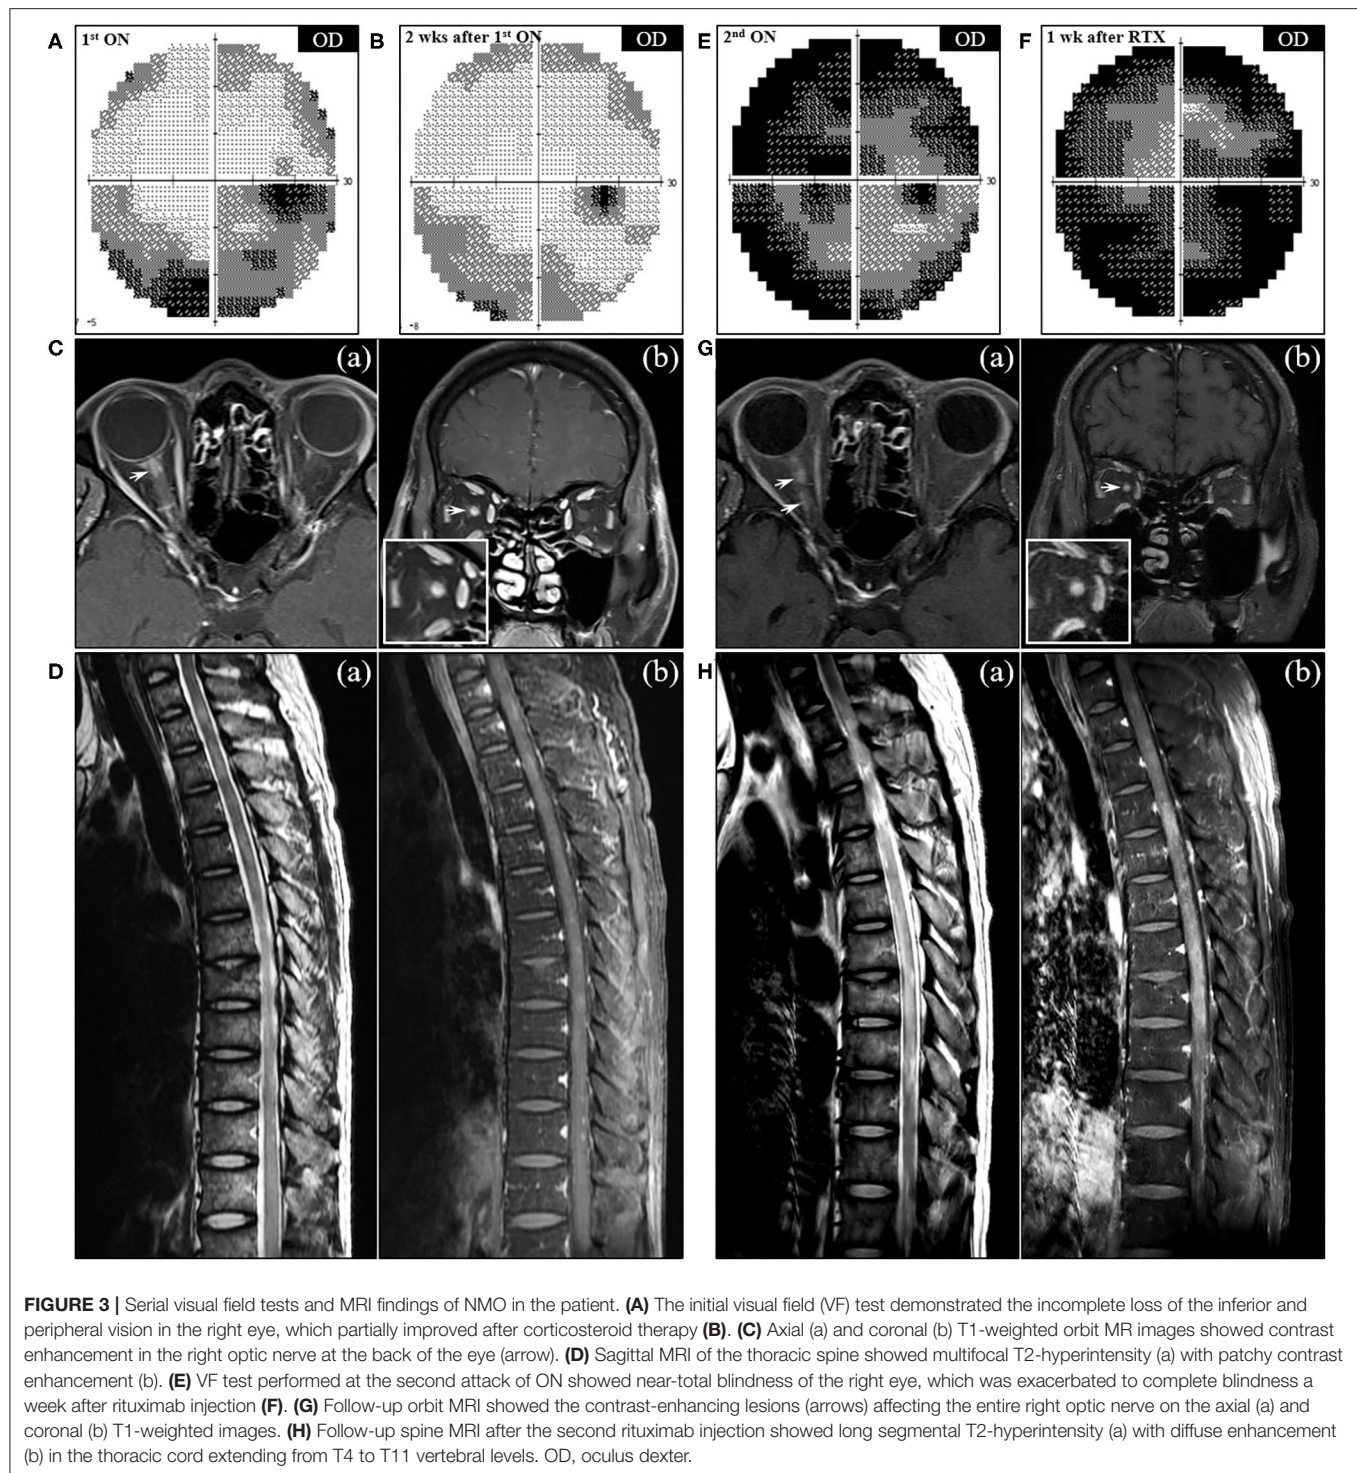 A
1st ON
OD
B
2 wks after 1st ON
OD
E
2nd ON
OD
F
1 wk after RTX
OD
30
30
30
30
-5
-8
C
(a)
(b)
G
(a)
(b)
D
(a)
(b)
H
(a)
(b)
FIGURE 3 | Serial visual field tests and MRI findings of NMO in the patient. (A) The initial visual field (VF) test demonstrated the incomplete loss of the inferior and
peripheral vision in the right eye, which partially improved after corticosteroid therapy (B). (C) Axial (a) and coronal (b) T1-weighted orbit MR images showed contrast
enhancement in the right optic nerve at the back of the eye (arrow). (D) Sagittal MRI of the thoracic spine showed multifocal T2-hyperintensity (a) with patchy contrast
enhancement (b). (E) VF test performed at the second attack of ON showed near-total blindness of the right eye, which was exacerbated to complete blindness a
week after rituximab injection (F). (G) Follow-up orbit MRI showed the contrast-enhancing lesions (arrows) affecting the entire right optic nerve on the axial (a) and
coronal (b) T1-weighted images. (H) Follow-up spine MRI after the second rituximab injection showed long segmental T2-hyperintensity (a) with diffuse enhancement
(b) in the thoracic cord extending from T4 to T11 vertebral levels. OD, oculus dexter.